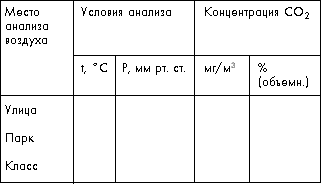 Место анализа воздуха
Условия анализа
Концентрация CO₂
t, °C
P, мм рт. ст.
мг/м³
% (объемн.)
Улица
Парк
Класс